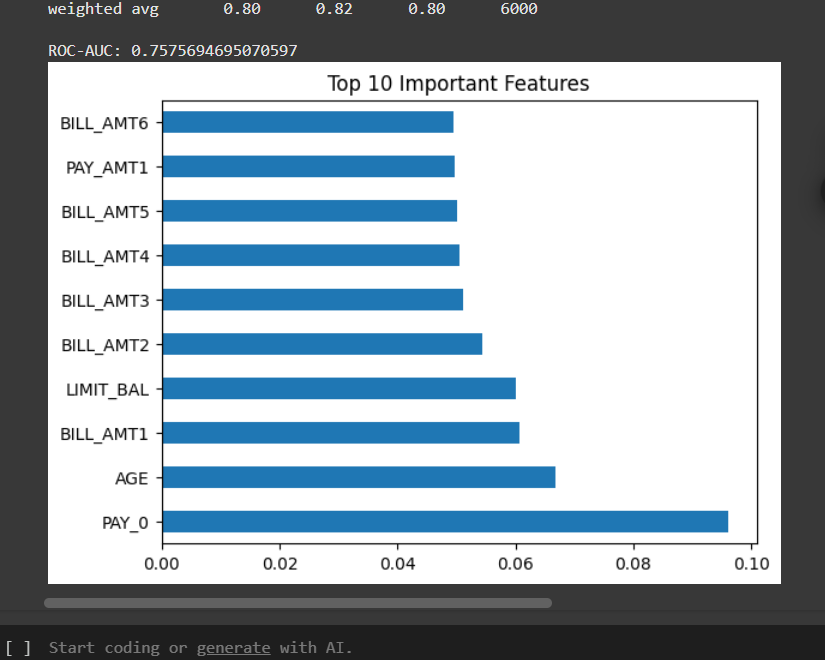 weighted avg 0.80 0.82 0.80 6000
ROC-AUC: 0.7575694695070597
Top 10 Important Features
BILL_AMT6
PAY_AMT1
BILL_AMT5
BILL_AMT4
BILL_AMT3
BILL_AMT2
LIMIT_BAL
BILL_AMT1
AGE
PAY_0
0.00 0.02 0.04 0.06 0.08 0.10
[ ] Start coding or generate with AI.